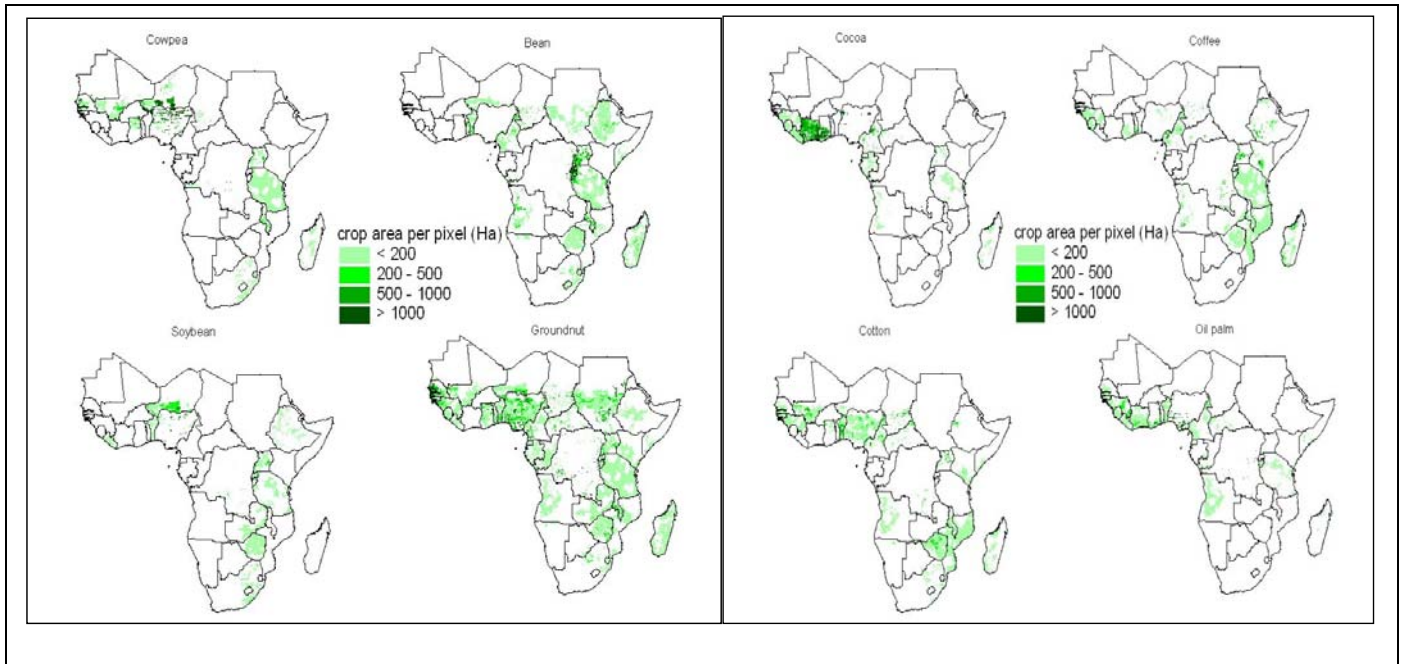 Cowpea
Bean
crop area per pixel (Ha)
< 200
200 - 500
500 - 1000
> 1000
Soybean
Groundnut
Cocoa
Coffee
crop area per pixel (Ha)
< 200
200 - 500
500 - 1000
> 1000
Cotton
Oil palm